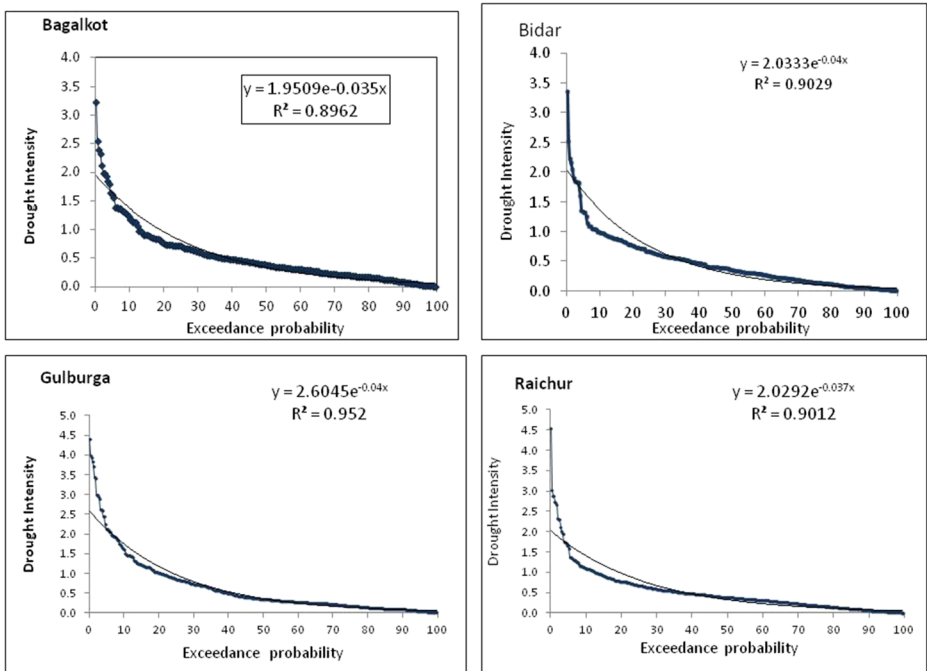 Bagalkot
4.0
3.5
3.0
2.5
2.0
1.5
1.0
0.5
0.0
Drought Intensity
y = 1.9509e-0.035x
R² = 0.8962
0 10 20 30 40 50 60 70 80 90 100
Exceedance probability
Bidar
4.0
3.5
3.0
2.5
2.0
1.5
1.0
0.5
0.0
Drought Intensity
y = 2.0333e-0.04x
R² = 0.9029
0 10 20 30 40 50 60 70 80 90 100
Exceedance probability
Gulburga
5.0
4.5
4.0
3.5
3.0
2.5
2.0
1.5
1.0
0.5
0.0
Drought Intensity
y = 2.6045e-0.04x
R² = 0.952
0 10 20 30 40 50 60 70 80 90 100
Exceedance probability
Raichur
5.0
4.5
4.0
3.5
3.0
2.5
2.0
1.5
1.0
0.5
0.0
Drought Intensity
y = 2.0292e-0.037x
R² = 0.9012
0 10 20 30 40 50 60 70 80 90 100
Exceedance probability